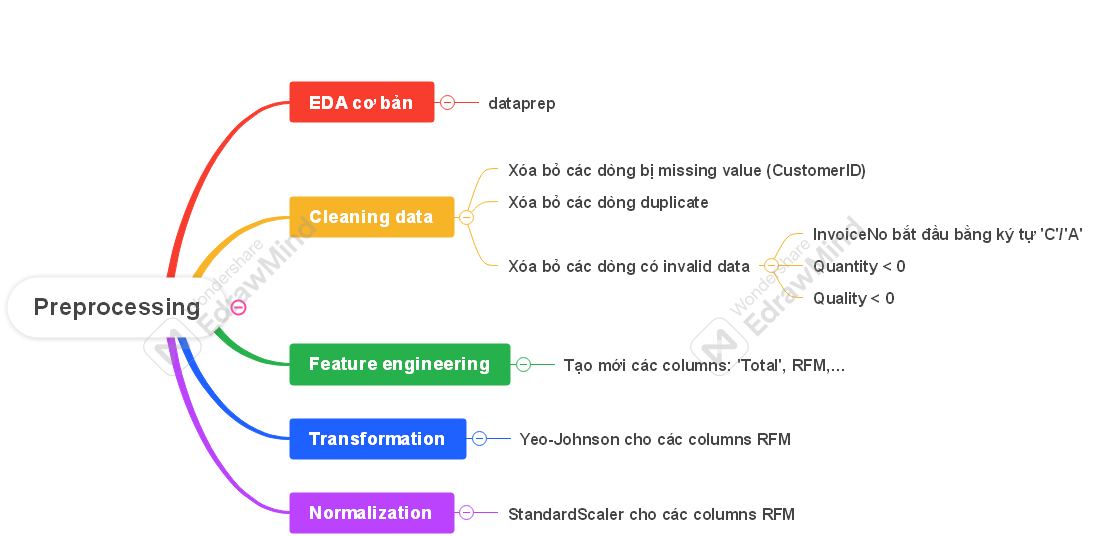 EDA cơ bản
dataprep
Xóa bỏ các dòng bị missing value (CustomerID)
Cleaning data
Xóa bỏ các dòng duplicate
InvoiceNo bắt đầu bằng ký tự 'C'/'A'
Xóa bỏ các dòng có invalid data
Quantity < 0
Quality < 0
Preprocessing
Feature engineering
Tạo mới các columns: 'Total', RFM,...
Transformation
Yeo-Johnson cho các columns RFM
Normalization
StandardScaler cho các columns RFM
Wondershare
EdrawMind
Wondershare
EdrawMind